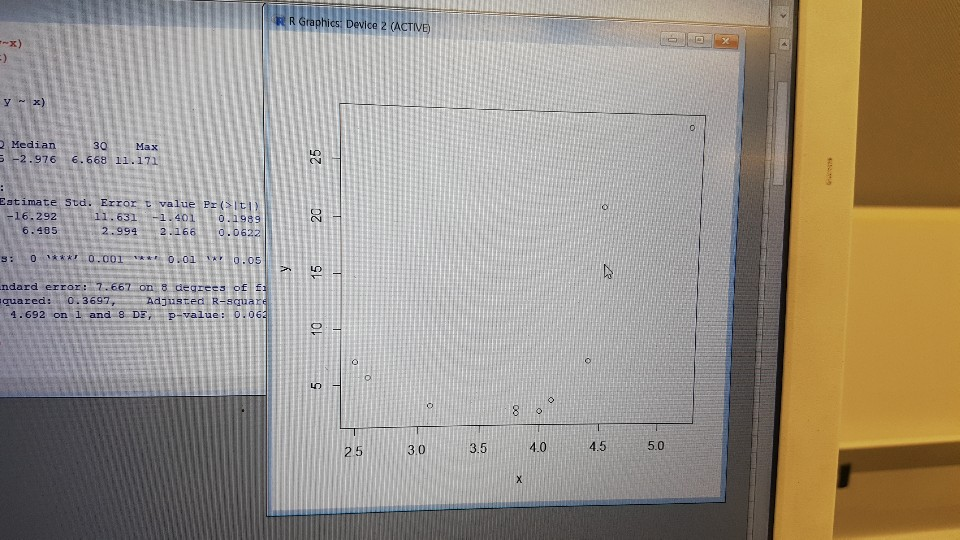 R R Graphics: Device 2 (ACTIVE)
~x)
)
y ~ x)
Median 3Q Max
-2.976 6.668 11.171
:
Estimate Std. Error t value Pr(>|t|)
-16.292 11.631 -1.401 0.1989
6.485 2.994 2.166 0.0622
s: 0 '***' 0.001 '**' 0.01 '*' 0.05
ndard error: 7.667 on 8 degrees of f
quared: 0.3697, Adjusted R-square
4.692 on 1 and 8 DF, p-value: 0.062
25
20
15
10
5
y
2.5 3.0 3.5 4.0 4.5 5.0
x